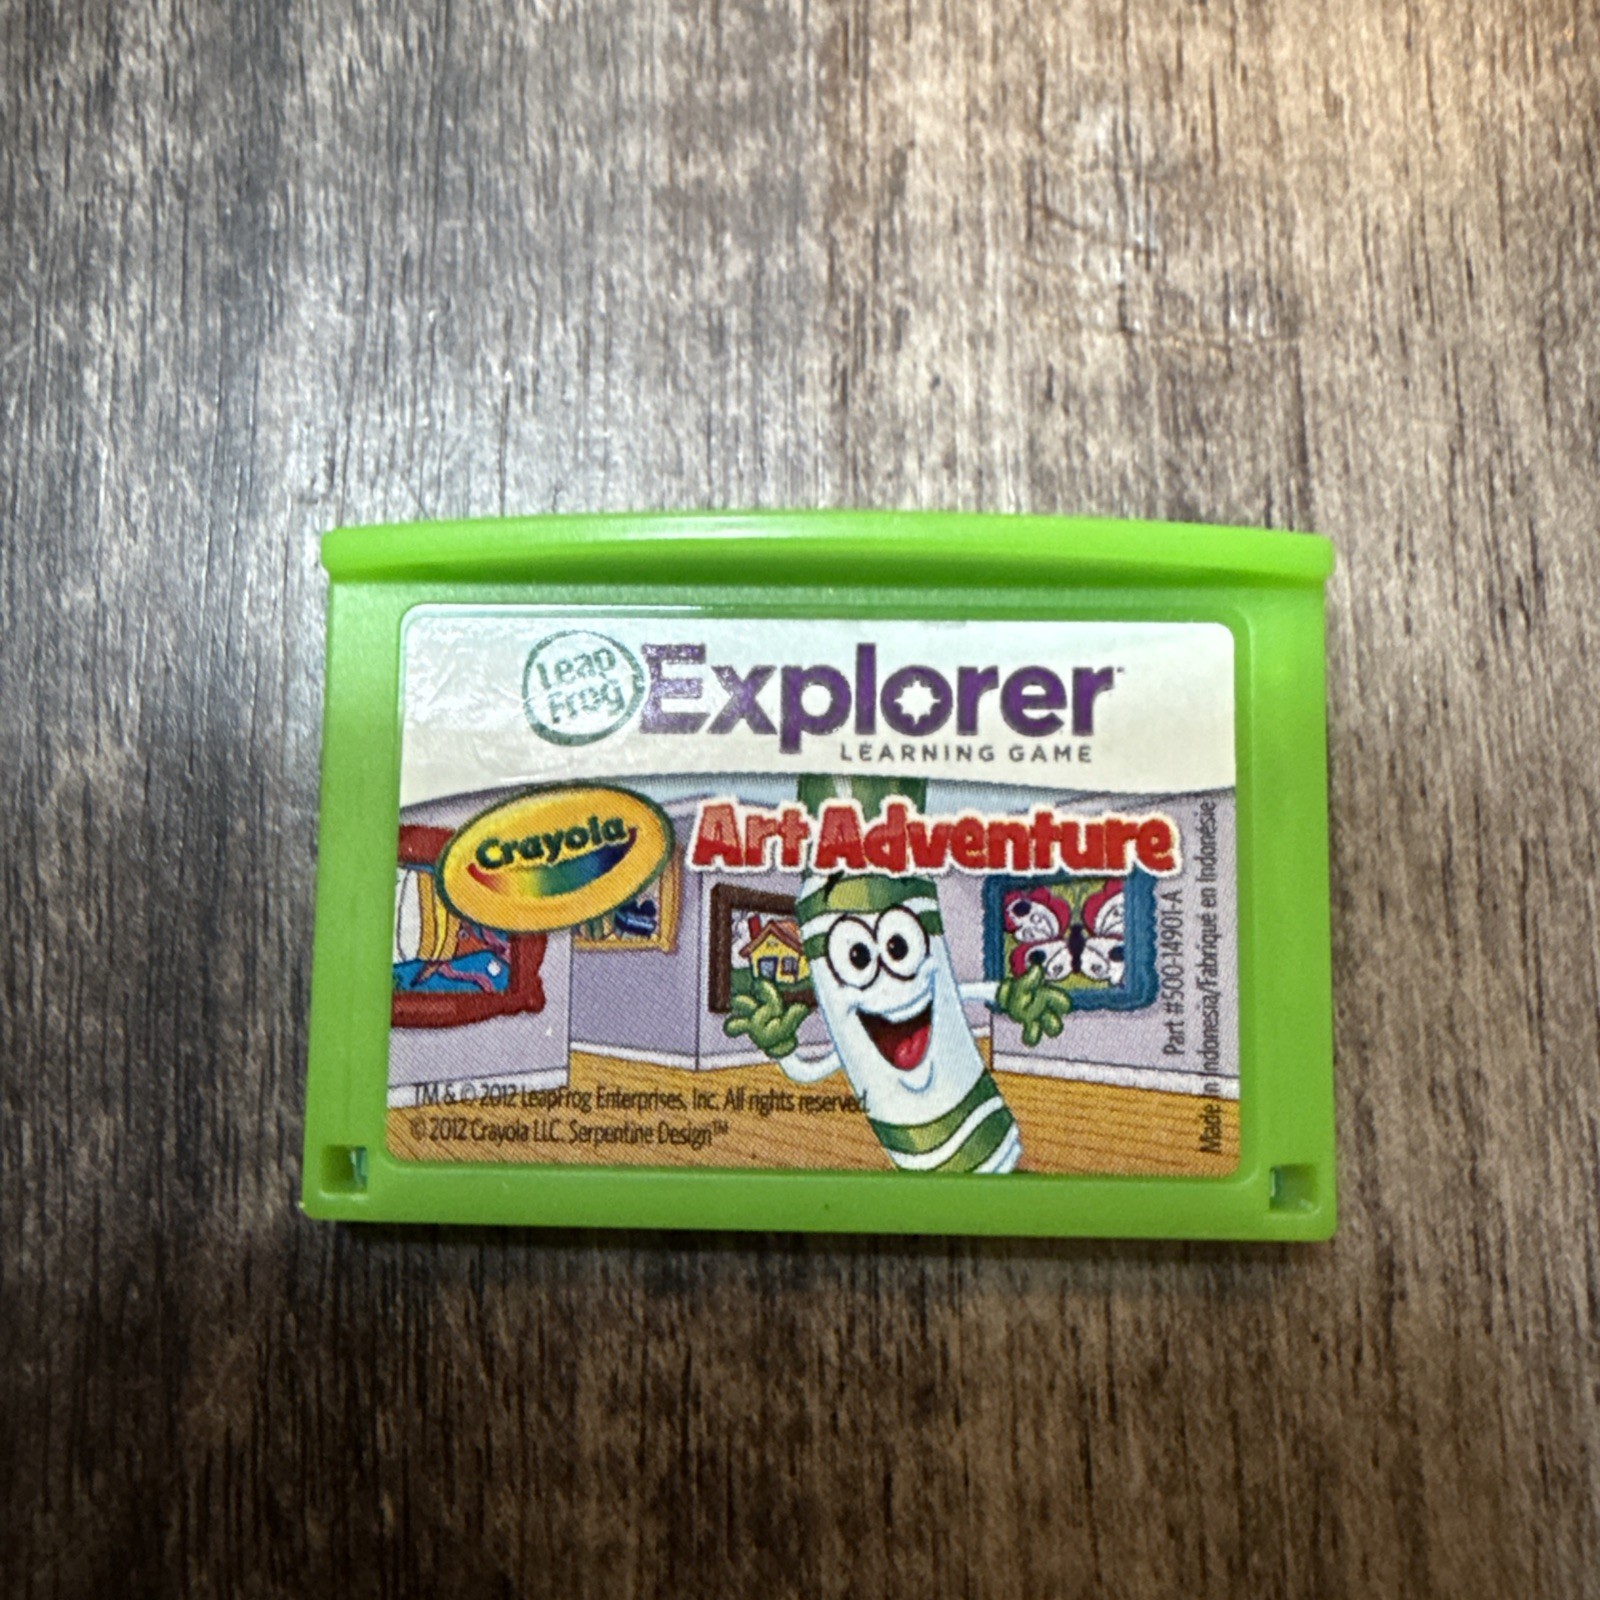 Leap
Frog
Explorer™
LEARNING GAME
Crayola
Art Adventure
Part #500-14901-A
Made in Indonesia/Fabriqué en Indonésie
TM & © 2012 LeapFrog Enterprises, Inc. All rights reserved.
© 2012 Crayola LLC. Serpentine Design™